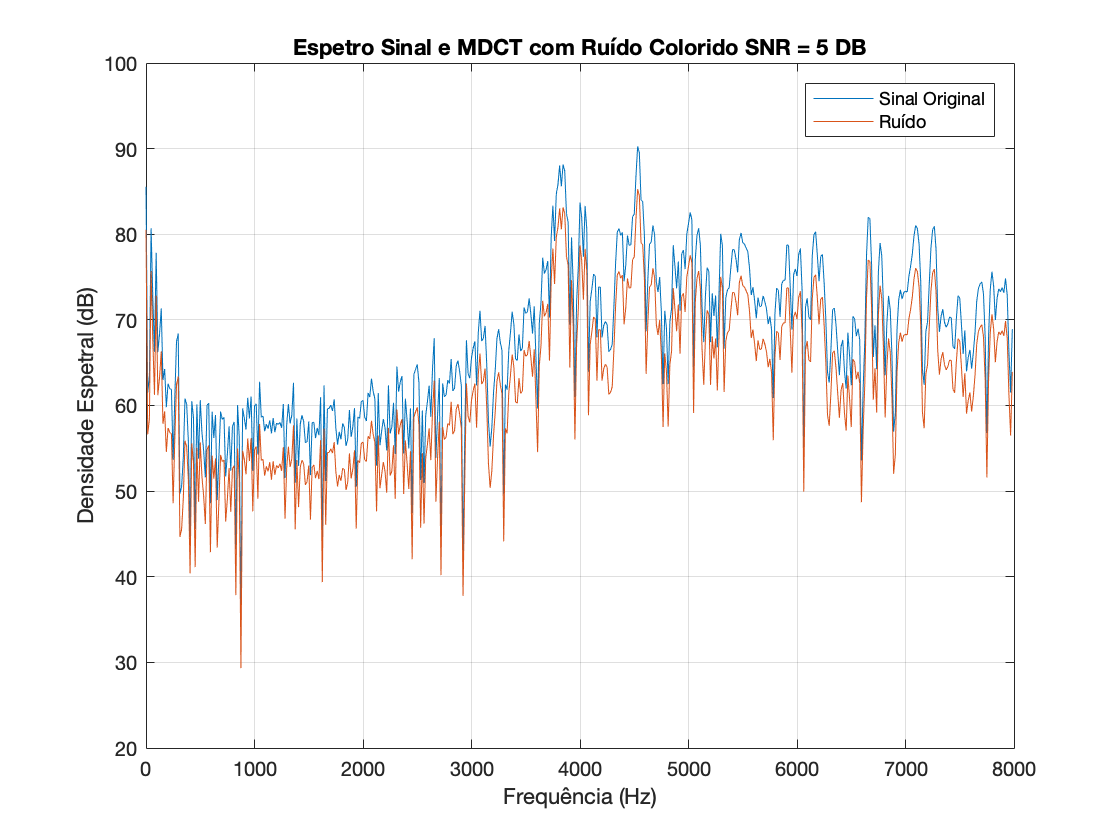 Espetro Sinal e MDCT com Ruído Colorido SNR = 5 DB
Sinal Original
Ruído
Densidade Espetral (dB)
100
90
80
70
60
50
40
30
20
0 1000 2000 3000 4000 5000 6000 7000 8000
Frequência (Hz)